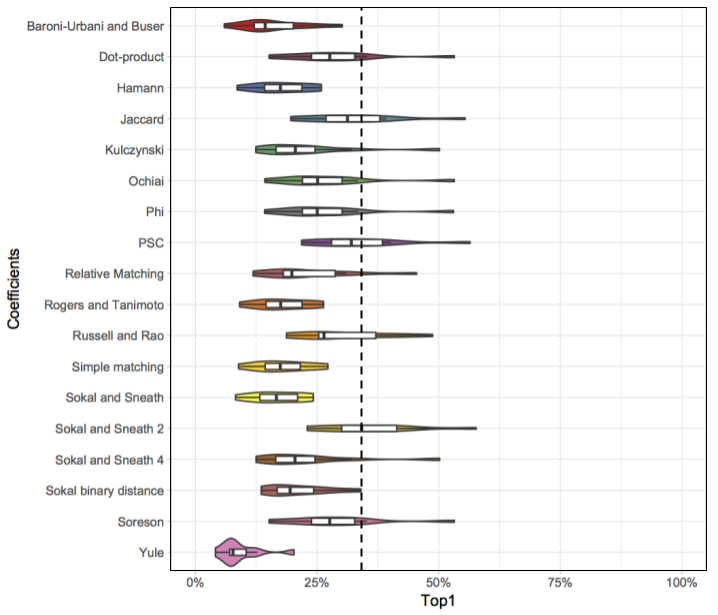 Coefficients
Baroni-Urbani and Buser
Dot-product
Hamann
Jaccard
Kulczynski
Ochiai
Phi
PSC
Relative Matching
Rogers and Tanimoto
Russell and Rao
Simple matching
Sokal and Sneath
Sokal and Sneath 2
Sokal and Sneath 4
Sokal binary distance
Soreson
Yule
0% 25% 50% 75% 100%
Top1